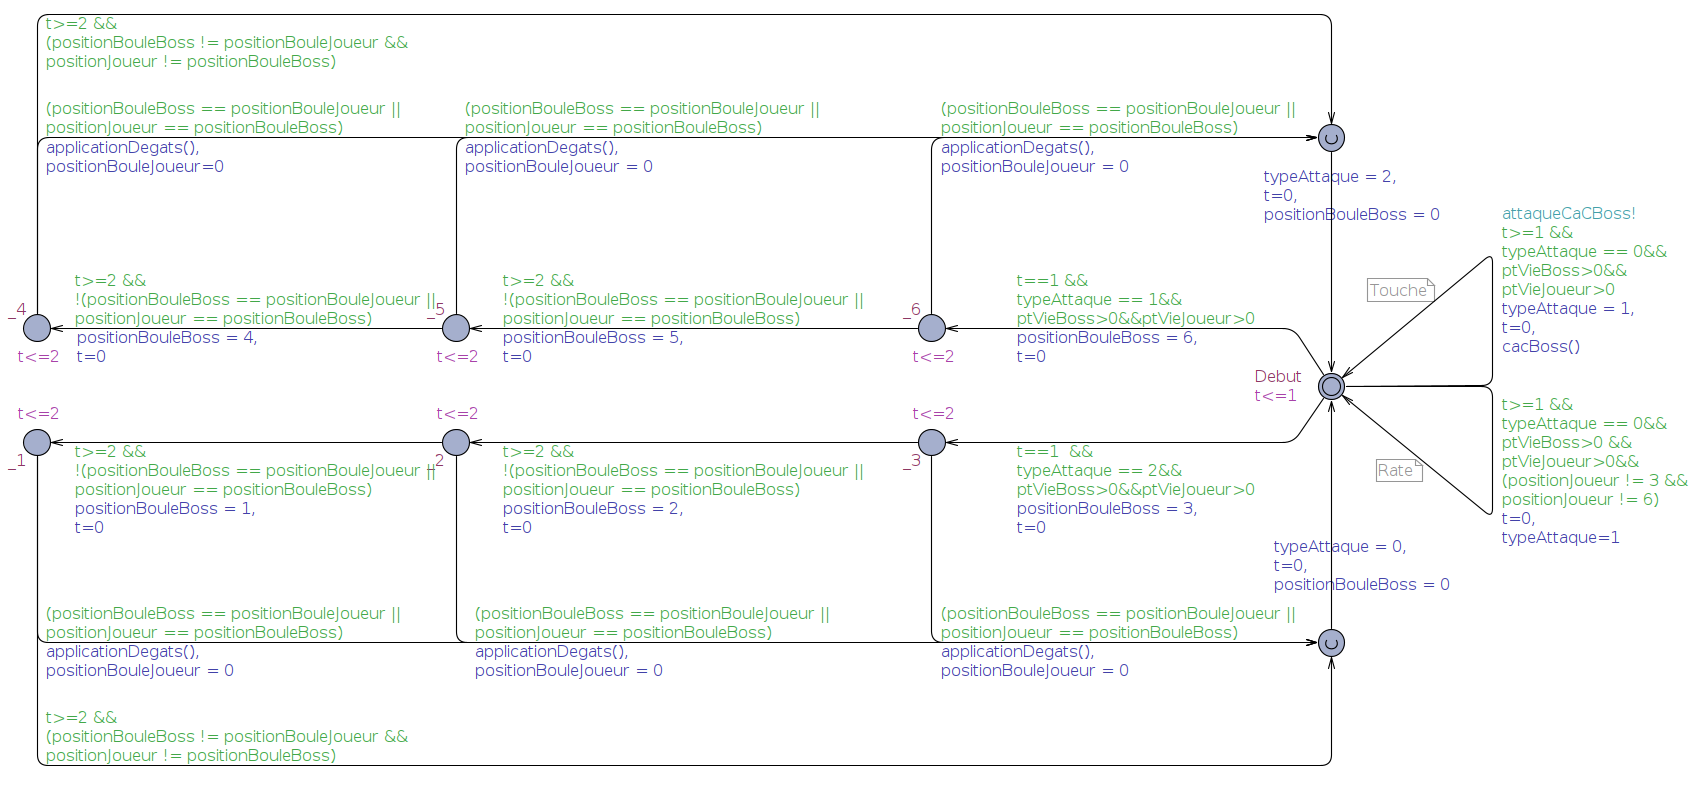 t>=2 &&
(positionBouleBoss != positionBouleJoueur &&
positionJoueur != positionBouleBoss)
(positionBouleBoss == positionBouleJoueur ||
positionJoueur == positionBouleBoss)
applicationDegats(),
positionBouleJoueur=0
(positionBouleBoss == positionBouleJoueur ||
positionJoueur == positionBouleBoss)
applicationDegats(),
positionBouleJoueur = 0
(positionBouleBoss == positionBouleJoueur ||
positionJoueur == positionBouleBoss)
applicationDegats(),
positionBouleJoueur = 0
typeAttaque = 2,
t=0,
positionBouleBoss = 0
attaqueCaCBoss!
t>=1 &&
typeAttaque == 0&&
ptVieBoss>0&&
ptVieJoueur>0
typeAttaque = 1,
t=0,
cacBoss()
Touche
_4
t<=2
t>=2 &&
!(positionBouleBoss == positionBouleJoueur ||
positionJoueur == positionBouleBoss)
positionBouleBoss = 4,
t=0
_5
t<=2
t>=2 &&
!(positionBouleBoss == positionBouleJoueur ||
positionJoueur == positionBouleBoss)
positionBouleBoss = 5,
t=0
_6
t<=2
t==1 &&
typeAttaque == 1&&
ptVieBoss>0&&ptVieJoueur>0
positionBouleBoss = 6,
t=0
Debut
t<=1
t<=2
_1
t>=2 &&
!(positionBouleBoss == positionBouleJoueur ||
positionJoueur == positionBouleBoss)
positionBouleBoss = 1,
t=0
t<=2
_2
t>=2 &&
!(positionBouleBoss == positionBouleJoueur ||
positionJoueur == positionBouleBoss)
positionBouleBoss = 2,
t=0
t<=2
_3
t==1 &&
typeAttaque == 2&&
ptVieBoss>0&&ptVieJoueur>0
positionBouleBoss = 3,
t=0
Rate
t>=1 &&
typeAttaque == 0&&
ptVieBoss>0 &&
ptVieJoueur>0&&
(positionJoueur != 3 &&
positionJoueur != 6)
t=0,
typeAttaque=1
typeAttaque = 0,
t=0,
positionBouleBoss = 0
(positionBouleBoss == positionBouleJoueur ||
positionJoueur == positionBouleBoss)
applicationDegats(),
positionBouleJoueur = 0
(positionBouleBoss == positionBouleJoueur ||
positionJoueur == positionBouleBoss)
applicationDegats(),
positionBouleJoueur = 0
(positionBouleBoss == positionBouleJoueur ||
positionJoueur == positionBouleBoss)
applicationDegats(),
positionBouleJoueur = 0
t>=2 &&
(positionBouleBoss != positionBouleJoueur &&
positionJoueur != positionBouleBoss)